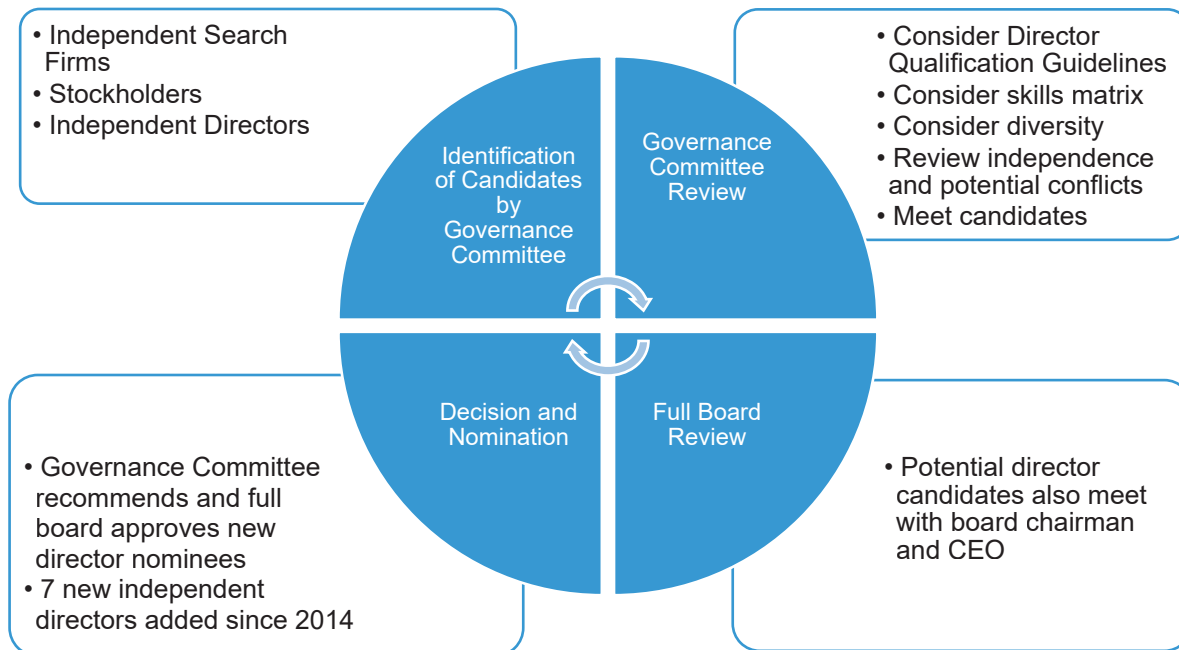 • Independent Search
Firms
• Stockholders
• Independent Directors
Identification
of Candidates
by
Governance
Committee
Governance
Committee
Review
• Consider Director
Qualification Guidelines
• Consider skills matrix
• Consider diversity
• Review independence
and potential conflicts
• Meet candidates
• Governance Committee
recommends and full
board approves new
director nominees
• 7 new independent
directors added since 2014
Decision and
Nomination
Full Board
Review
• Potential director
candidates also meet
with board chairman
and CEO